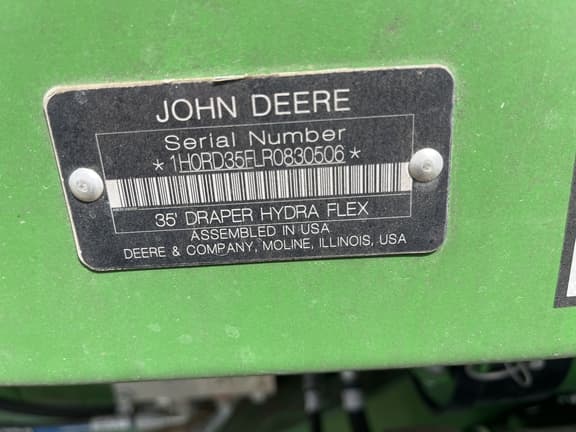 JOHN DEERE
Serial Number
* 1H0RD35FLR0830506 *
35' DRAPER HYDRA FLEX
ASSEMBLED IN USA
DEERE & COMPANY, MOLINE, ILLINOIS, USA